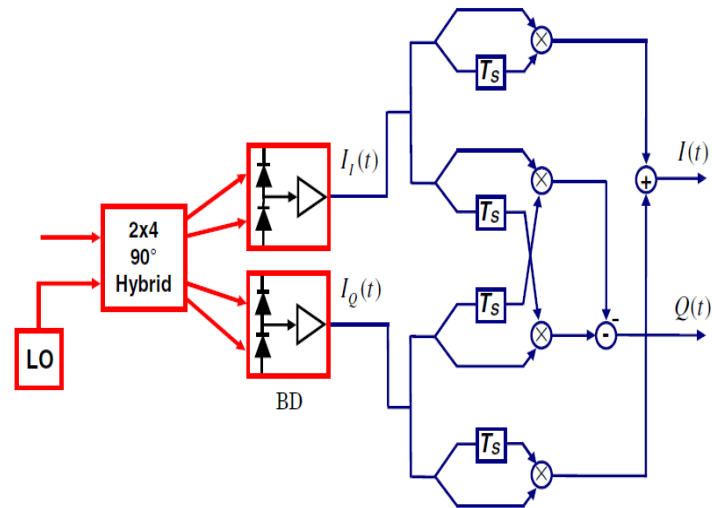 T_S
I_I(t)
I(t)
+
T_S
2x4
90°
Hybrid
I_Q(t)
T_S
Q(t)
-
-
LO
BD
T_S